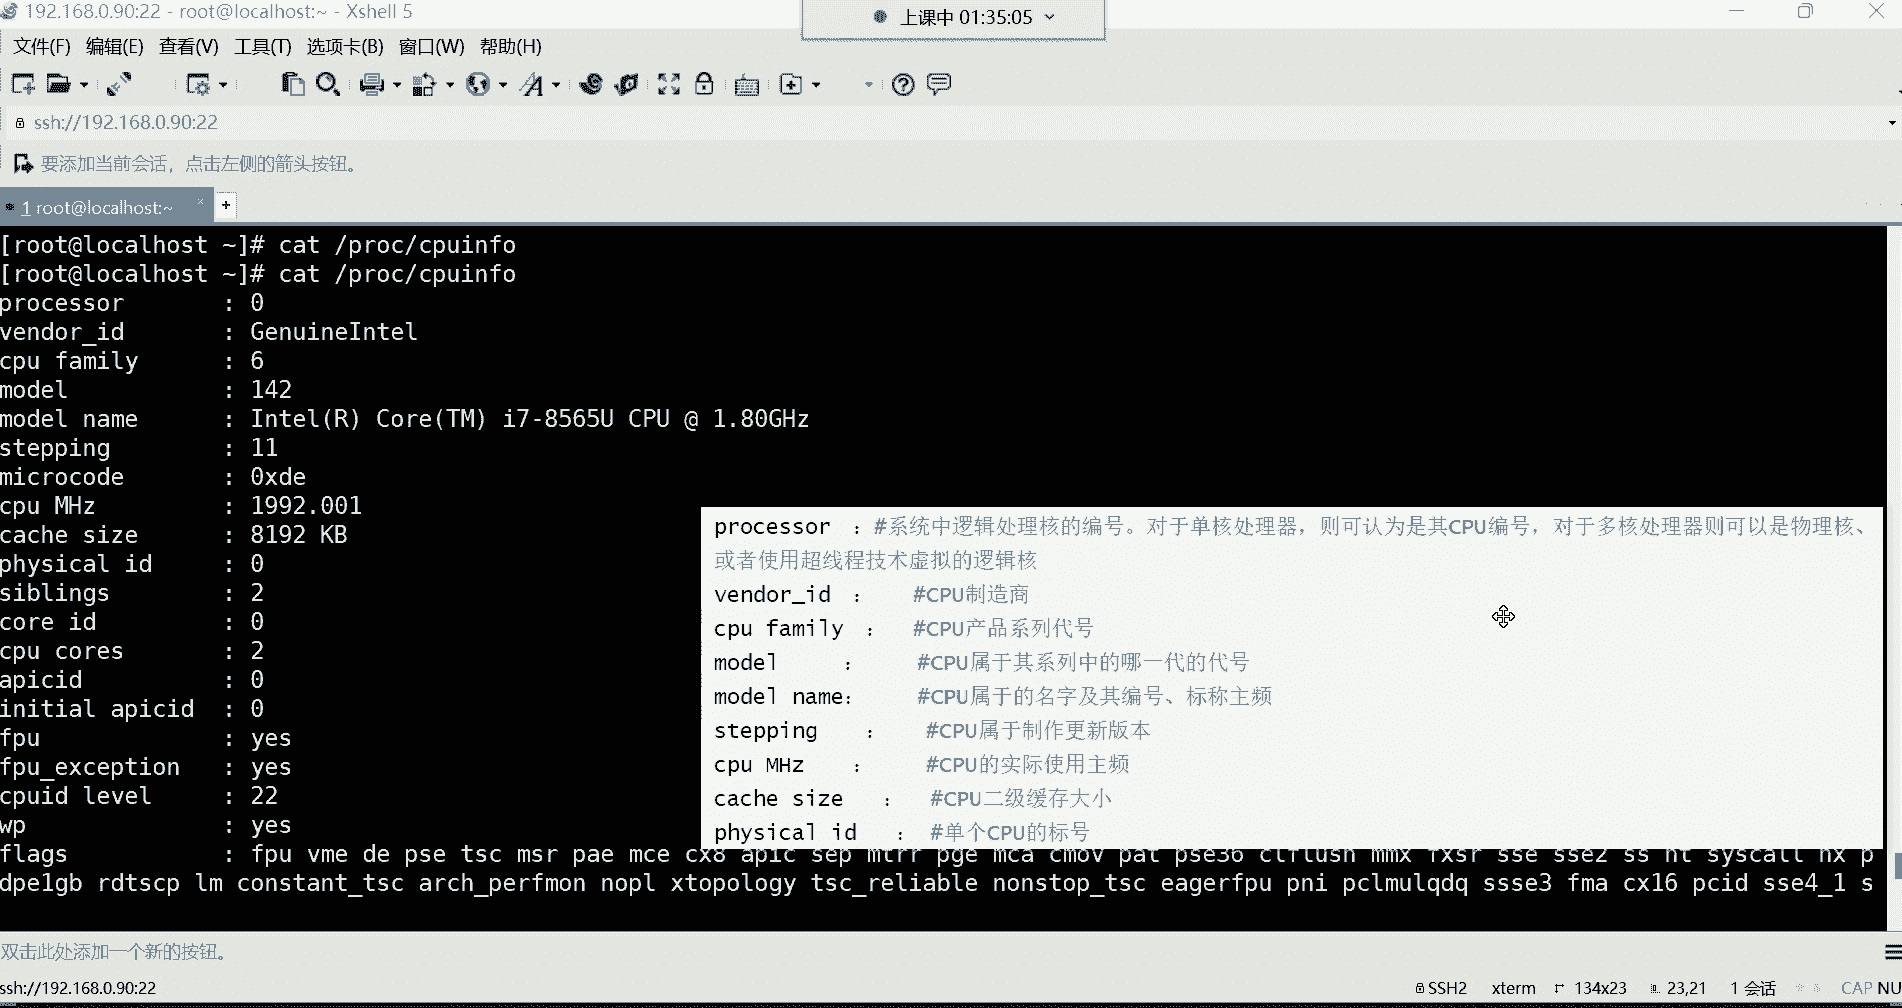 192.168.0.90:22 - root@localhost:~ - Xshell 5
上课中 01:35:05
文件(F) 编辑(E) 查看(V) 工具(T) 选项卡(B) 窗口(W) 帮助(H)
ssh://192.168.0.90:22
要添加当前会话，点击左侧的箭头按钮。
1 root@localhost:~ × +
[root@localhost ~]# cat /proc/cpuinfo
[root@localhost ~]# cat /proc/cpuinfo
processor : 0
vendor_id : GenuineIntel
cpu family : 6
model : 142
model name : Intel(R) Core(TM) i7-8565U CPU @ 1.80GHz
stepping : 11
microcode : 0xde
cpu MHz : 1992.001
cache size : 8192 KB
physical id : 0
siblings : 2
core id : 0
cpu cores : 2
apicid : 0
initial apicid : 0
fpu : yes
fpu_exception : yes
cpuid level : 22
wp : yes
flags : fpu vme de pse tsc msr pae mce cx8 apic sep mtrr pge mca cmov pat pse36 clflush mmx fxsr sse sse2 ss ht syscall nx p
dpe1gb rdtscp lm constant_tsc arch_perfmon nopl xtopology tsc_reliable nonstop_tsc eagerfpu pni pclmulqdq ssse3 fma cx16 pcid sse4_1 s
processor ：#系统中逻辑处理核的编号。对于单核处理器，则可认为是其CPU编号，对于多核处理器则可以是物理核、
或者使用超线程技术虚拟的逻辑核
vendor_id ： #CPU制造商
cpu family ： #CPU产品系列代号
model ： #CPU属于其系列中的哪一代的代号
model name： #CPU属于的名字及其编号、标称主频
stepping ： #CPU属于制作更新版本
cpu MHz ： #CPU的实际使用主频
cache size ： #CPU二级缓存大小
physical id ： #单个CPU的标号
双击此处添加一个新的按钮。
ssh://192.168.0.90:22 SSH2 xterm 134x23 23,21 1 会话 CAP NU